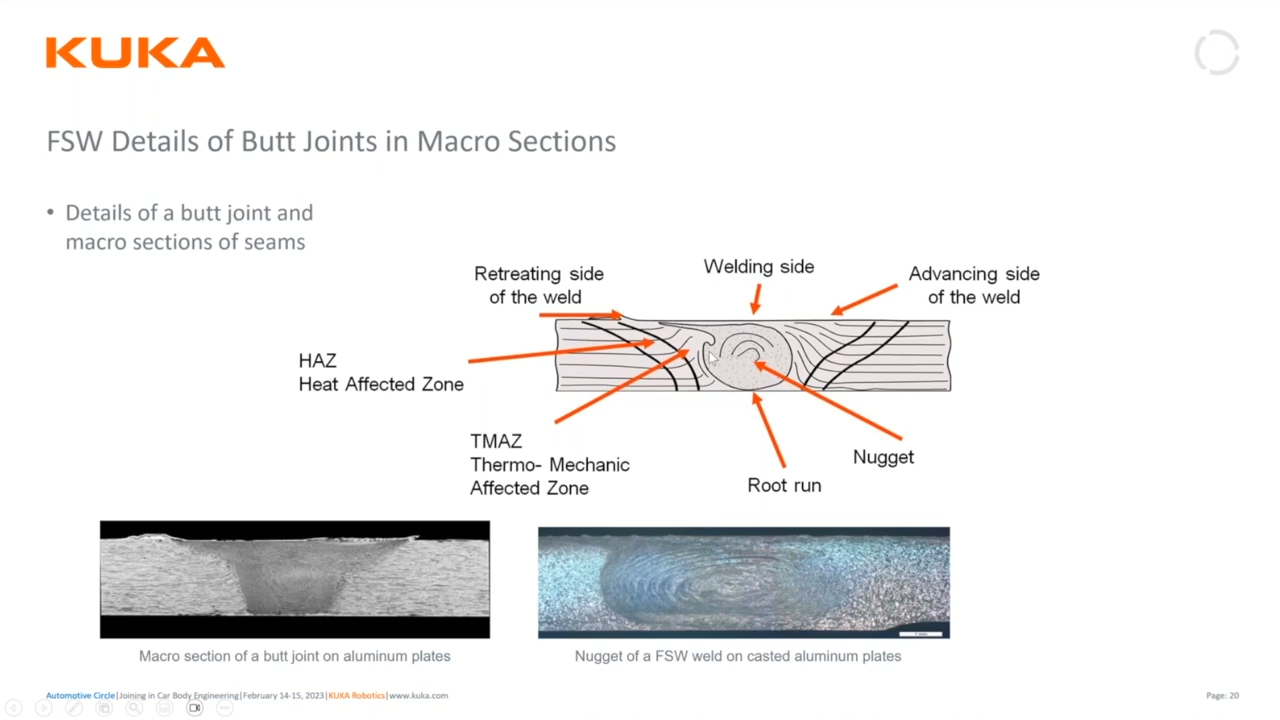 KUKA
FSW Details of Butt Joints in Macro Sections
• Details of a butt joint and
macro sections of seams
Retreating side
of the weld
Welding side
Advancing side
of the weld
HAZ
Heat Affected Zone
TMAZ
Thermo- Mechanic
Affected Zone
Nugget
Root run
Macro section of a butt joint on aluminum plates
Nugget of a FSW weld on casted aluminum plates
Automotive Circle|Joining in Car Body Engineering|February 14-15, 2023|KUKA Robotics|www.kuka.com
Page: 20